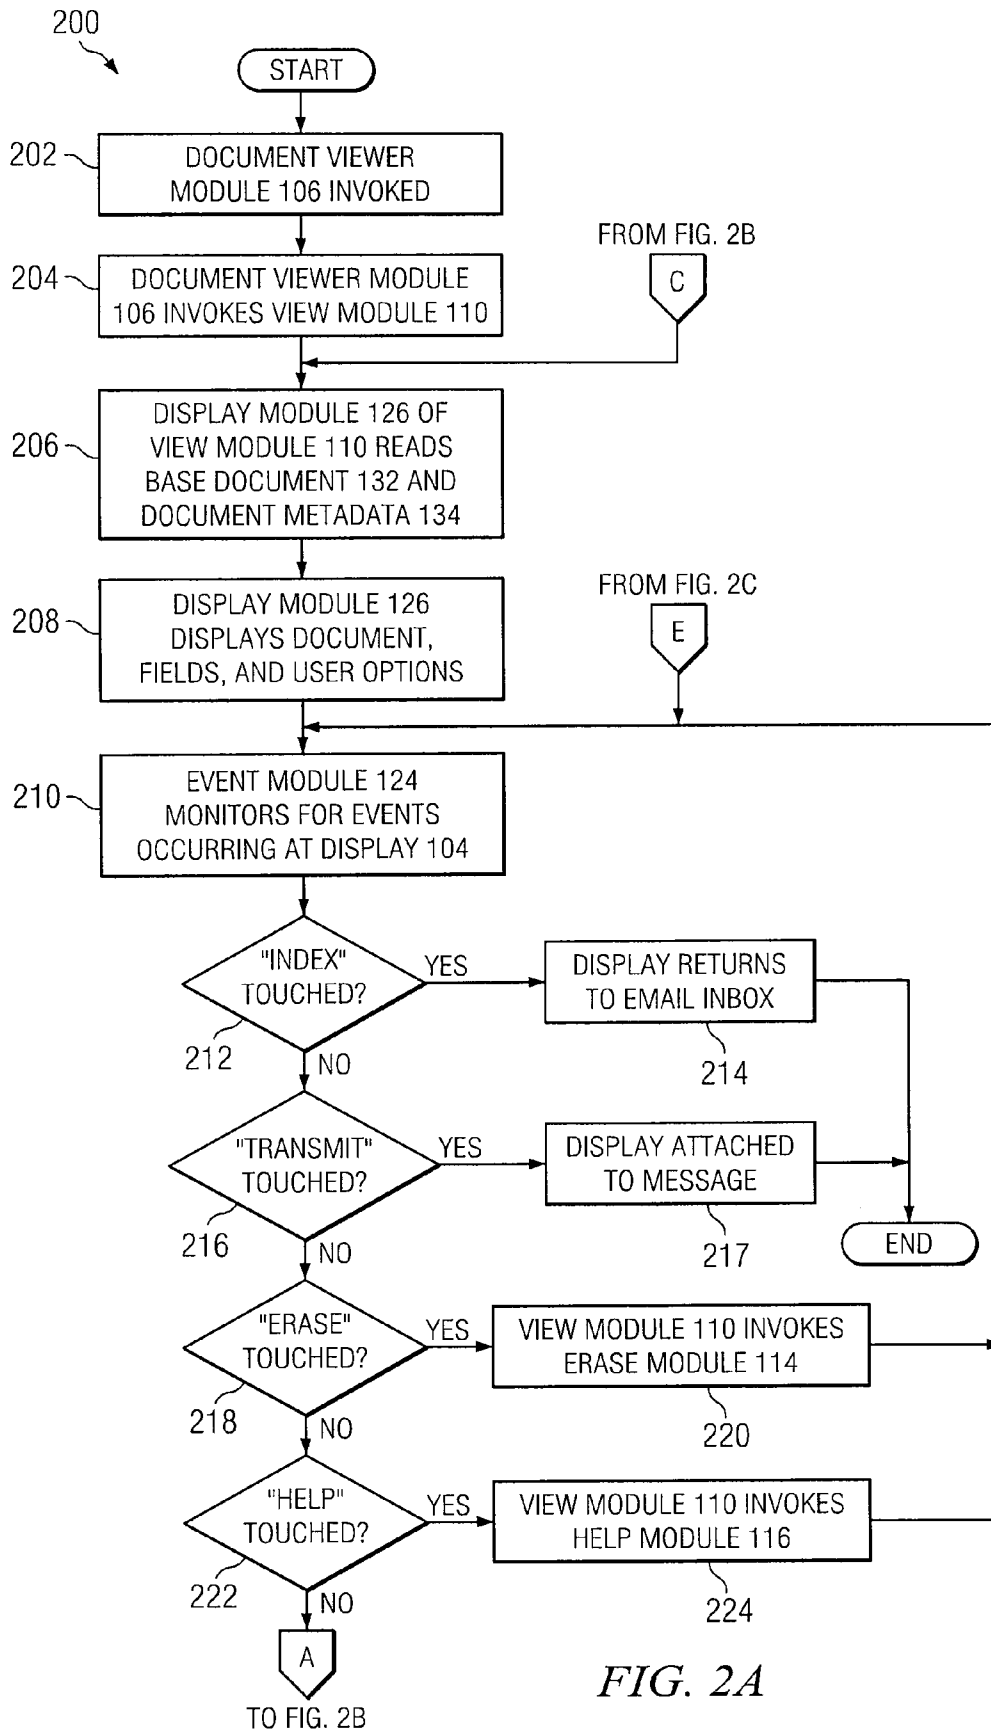 200
START
202
DOCUMENT VIEWER
MODULE 106 INVOKED
FROM FIG. 2B
C
204
DOCUMENT VIEWER MODULE
106 INVOKES VIEW MODULE 110
206
DISPLAY MODULE 126 OF
VIEW MODULE 110 READS
BASE DOCUMENT 132 AND
DOCUMENT METADATA 134
FROM FIG. 2C
E
208
DISPLAY MODULE 126
DISPLAYS DOCUMENT,
FIELDS, AND USER OPTIONS
210
EVENT MODULE 124
MONITORS FOR EVENTS
OCCURRING AT DISPLAY 104
"INDEX"
TOUCHED?
YES
DISPLAY RETURNS
TO EMAIL INBOX
212
NO
214
"TRANSMIT"
TOUCHED?
YES
DISPLAY ATTACHED
TO MESSAGE
216
NO
217
END
"ERASE"
TOUCHED?
YES
VIEW MODULE 110 INVOKES
ERASE MODULE 114
218
NO
220
"HELP"
TOUCHED?
YES
VIEW MODULE 110 INVOKES
HELP MODULE 116
222
NO
224
A
TO FIG. 2B
FIG. 2A